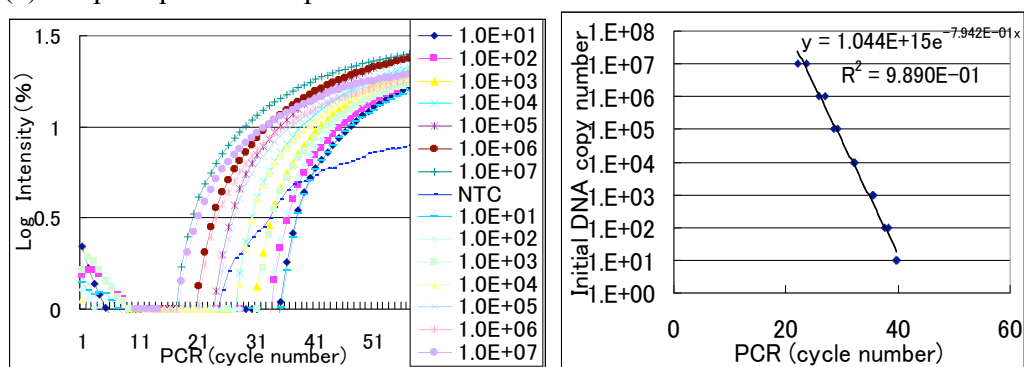 1.5
1
0.5
0
Log Intensity (%)
1 11 21 31 41 51
PCR (cycle number)
1.0E+01
1.0E+02
1.0E+03
1.0E+04
1.0E+05
1.0E+06
1.0E+07
NTC
1.0E+01
1.0E+02
1.0E+03
1.0E+04
1.0E+05
1.0E+06
1.0E+07
y = 1.044E+15e-7.942E-01x
R2 = 9.890E-01
1.E+08
1.E+07
1.E+06
1.E+05
1.E+04
1.E+03
1.E+02
1.E+01
1.E+00
Initial DNA copy number
0 20 40 60
PCR (cycle number)